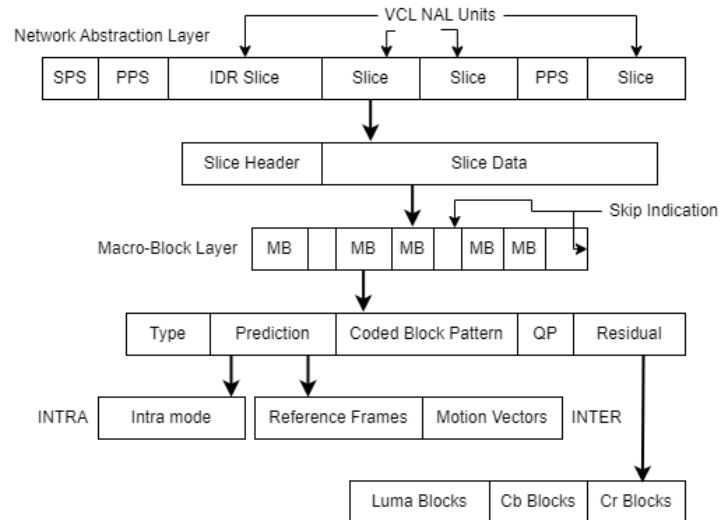 VCL NAL Units
Network Abstraction Layer
SPS PPS IDR Slice Slice Slice PPS Slice
Slice Header Slice Data
Skip Indication
Macro-Block Layer MB MB MB MB MB
Type Prediction Coded Block Pattern QP Residual
INTRA Intra mode Reference Frames Motion Vectors INTER
Luma Blocks Cb Blocks Cr Blocks